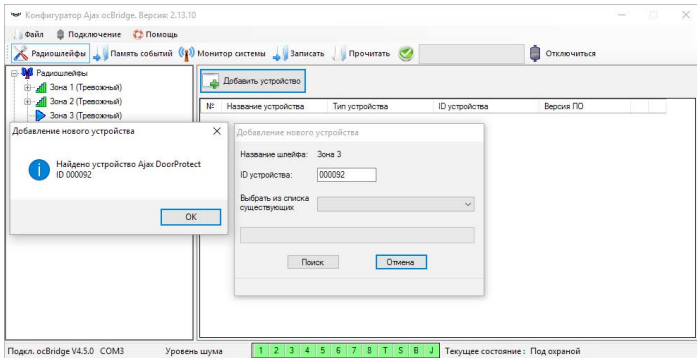 Конфигуратор Ajax ocBridge. Версия: 2.13.10
Файл Подключение Помощь
Радиошлейфы Память событий Монитор системы Записать Прочитать Отключиться
Радиошлейфы
Зона 1 (Тревожный)
Зона 2 (Тревожный)
Зона 3 (Тревожный)
Добавить устройство
№ Название устройства Тип устройства ID устройства Версия ПО
Добавление нового устройства
Найдено устройство Ajax DoorProtect
ID 000092
OK
Добавление нового устройства
Название шлейфа: Зона 3
ID устройства: 000092
Выбрать из списка
существующих
Поиск Отмена
Подкл. ocBridge V4.5.0 COM3 Уровень шума 1 2 3 4 5 6 7 8 T S B J Текущее состояние : Под охраной